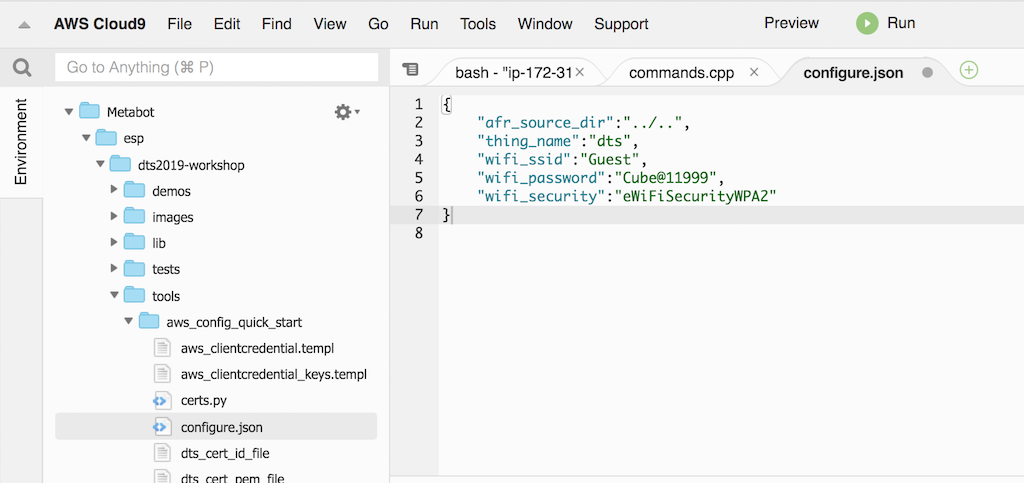 AWS Cloud9 File Edit Find View Go Run Tools Window Support Preview Run
Go to Anything (⌘ P)
bash - "ip-172-31 × commands.cpp × configure.json
Environment
Metabot
esp
dts2019-workshop
demos
images
lib
tests
tools
aws_config_quick_start
aws_clientcredential.templ
aws_clientcredential_keys.templ
certs.py
configure.json
dts_cert_id_file
dts_cert_pem_file
1 {
2 "afr_source_dir":"../..",
3 "thing_name":"dts",
4 "wifi_ssid":"Guest",
5 "wifi_password":"Cube@11999",
6 "wifi_security":"eWiFiSecurityWPA2"
7 }
8